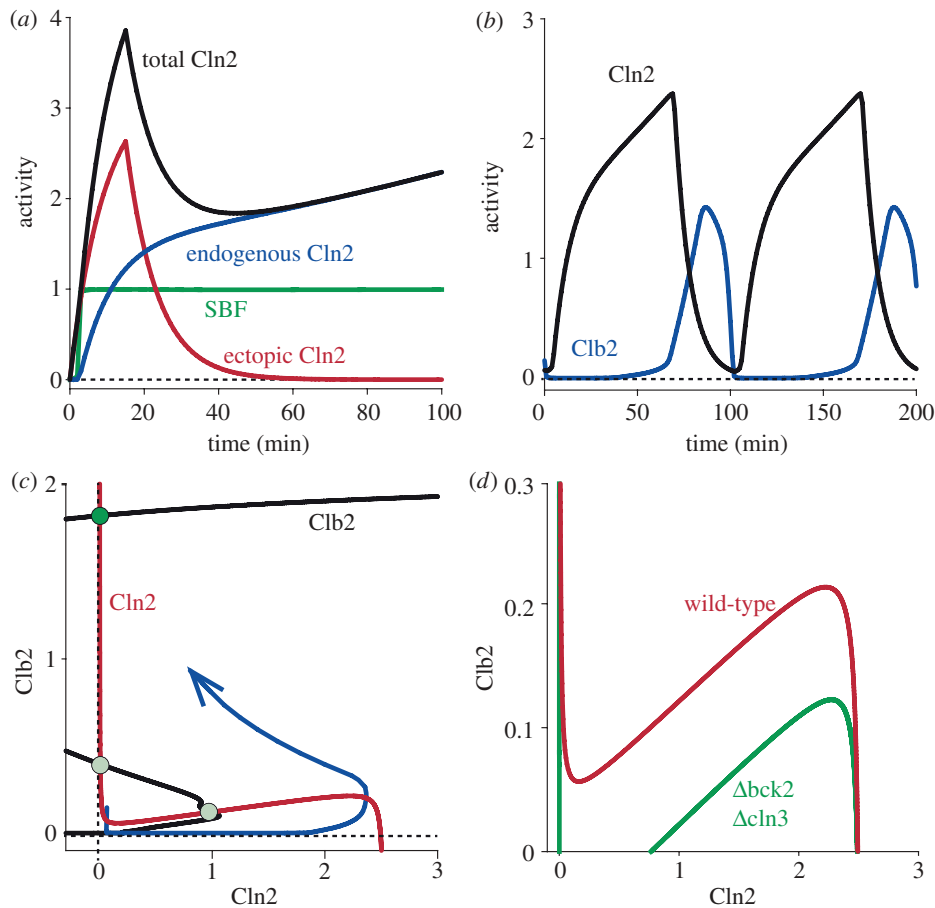 (a)
4
3
2
1
0
activity
total Cln2
endogenous Cln2
SBF
ectopic Cln2
0 20 40 60 80 100
time (min)
(b)
3
2
1
0
activity
Cln2
Clb2
0 50 100 150 200
time (min)
(c)
2
1
0
Clb2
Clb2
Cln2
0 1 2 3
Cln2
(d)
0.3
0.2
0.1
0
Clb2
wild-type
Δbck2
Δcln3
0 1 2 3
Cln2